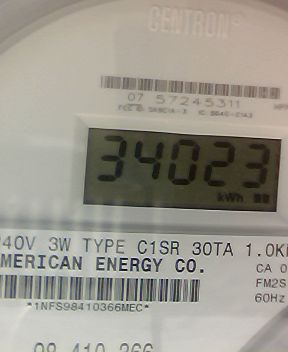 CENTRON®
07 57245311
34023
kWh
240V 3W TYPE C1SR 30TA 1.0K
AMERICAN ENERGY CO.
CA 0
FM2S
60Hz
*1NFS98410366MEC*
98 410 366